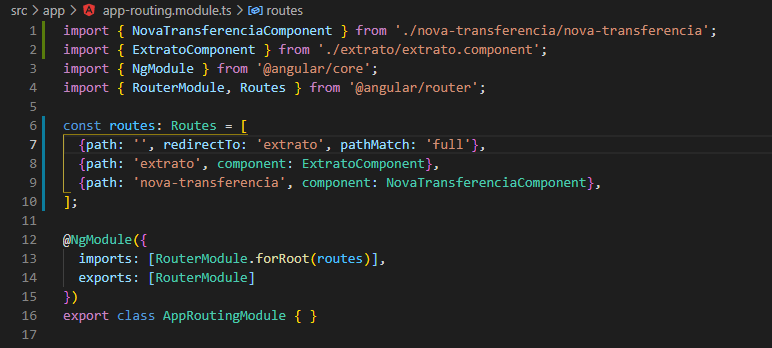 src > app > app-routing.module.ts > routes
1 import { NovaTransferenciaComponent } from './nova-transferencia/nova-transferencia';
2 import { ExtratoComponent } from './extrato/extrato.component';
3 import { NgModule } from '@angular/core';
4 import { RouterModule, Routes } from '@angular/router';
5
6 const routes: Routes = [
7   {path: '', redirectTo: 'extrato', pathMatch: 'full'},
8   {path: 'extrato', component: ExtratoComponent},
9   {path: 'nova-transferencia', component: NovaTransferenciaComponent},
10 ];
11
12 @NgModule({
13   imports: [RouterModule.forRoot(routes)],
14   exports: [RouterModule]
15 })
16 export class AppRoutingModule { }
17